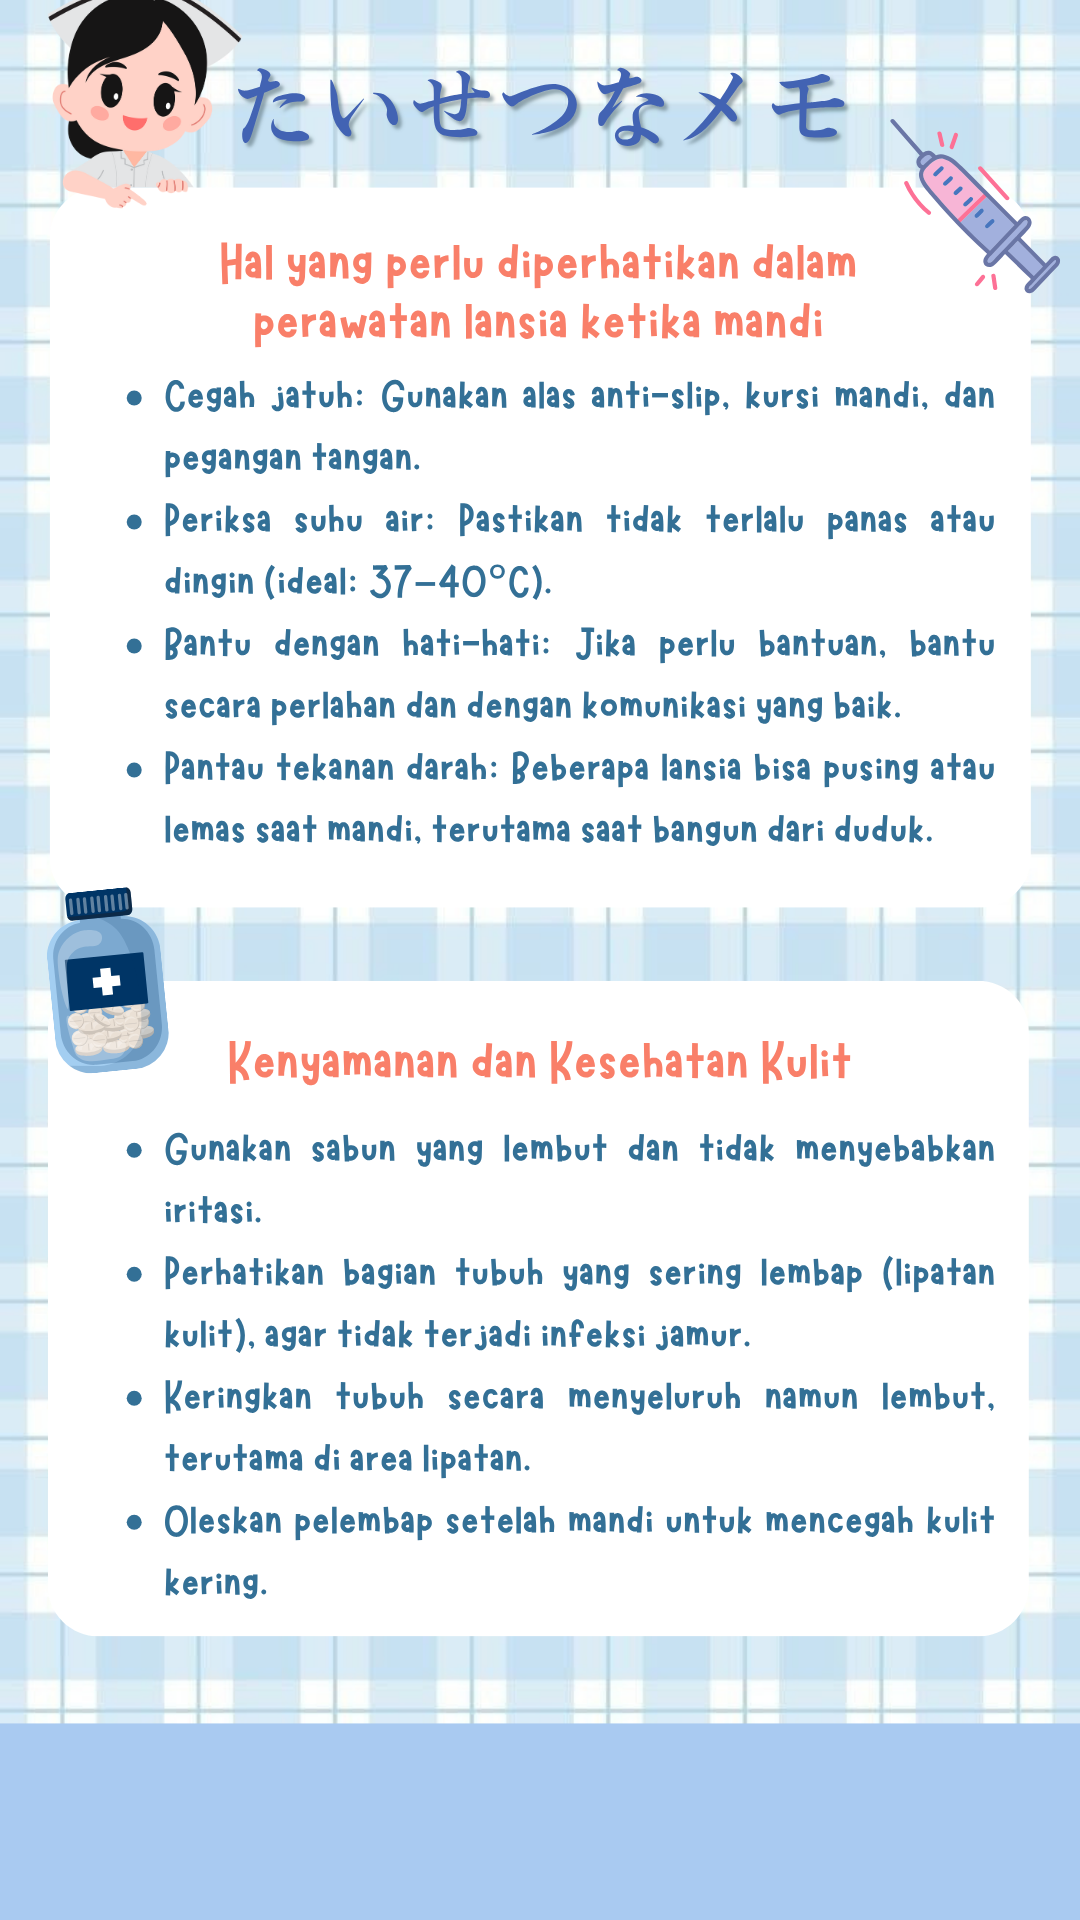 たいせつなメモ
Hal yang perlu diperhatikan dalam
perawatan lansia ketika mandi
• Cegah jatuh: Gunakan alas anti-slip, kursi mandi, dan
pegangan tangan.
• Periksa suhu air: Pastikan tidak terlalu panas atau
dingin (ideal: 37–40°C).
• Bantu dengan hati-hati: Jika perlu bantuan, bantu
secara perlahan dan dengan komunikasi yang baik.
• Pantau tekanan darah: Beberapa lansia bisa pusing atau
lemas saat mandi, terutama saat bangun dari duduk.
Kenyamanan dan Kesehatan Kulit
• Gunakan sabun yang lembut dan tidak menyebabkan
iritasi.
• Perhatikan bagian tubuh yang sering lembap (lipatan
kulit), agar tidak terjadi infeksi jamur.
• Keringkan tubuh secara menyeluruh namun lembut,
terutama di area lipatan.
• Oleskan pelembap setelah mandi untuk mencegah kulit
kering.